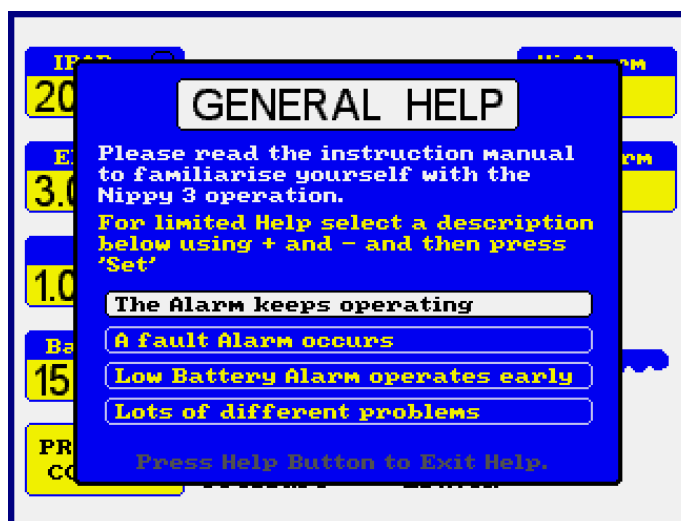 GENERAL HELP
Please read the instruction manual
to familiarise yourself with the
Nippy 3 operation.
For limited Help select a description
below using + and - and then press
'Set'
The Alarm keeps operating
A fault Alarm occurs
Low Battery Alarm operates early
Lots of different problems
Press Help Button to Exit Help.
20
3.0
1.0
15